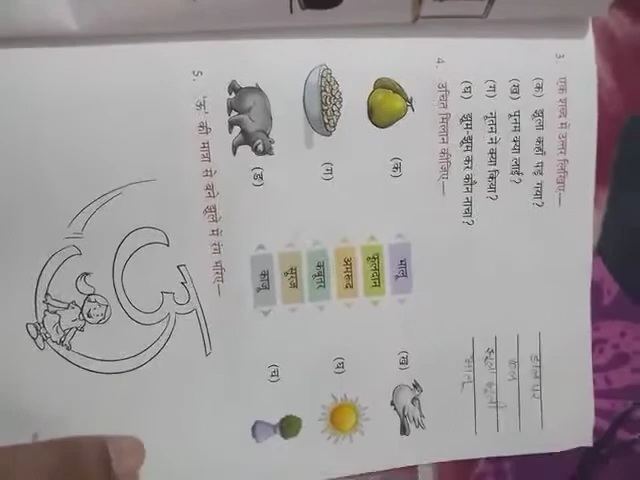 3. एक शब्द में उत्तर लिखिए—
(क) झूला कहाँ पड़ गया? डाल पर
(ख) पूनम क्या लाई? फल
(ग) नूतन ने क्या किया? झूला
(घ) झूम-झूम कर कौन नाचा? भालू
4. उचित मिलान कीजिए—
(क) भालू (ख)
फूलदान
(ग) अमरूद (घ)
कबूतर
(ङ) सूरज (च)
काजू
5. 'ऊ' की मात्रा से बने झूले में रंग भरिए—
ऊ